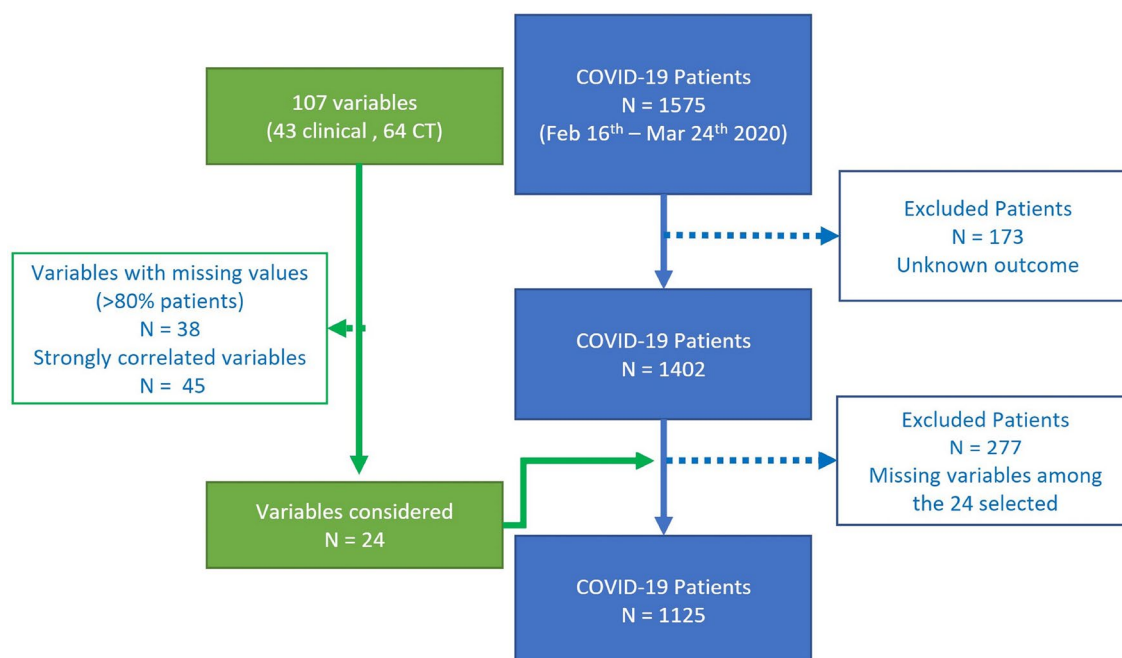 107 variables
(43 clinical , 64 CT)
COVID-19 Patients
N = 1575
(Feb 16th – Mar 24th 2020)
Excluded Patients
N = 173
Unknown outcome
Variables with missing values
(>80% patients)
N = 38
Strongly correlated variables
N =  45
COVID-19 Patients
N = 1402
Excluded Patients
N = 277
Missing variables among
the 24 selected
Variables considered
N = 24
COVID-19 Patients
N = 1125